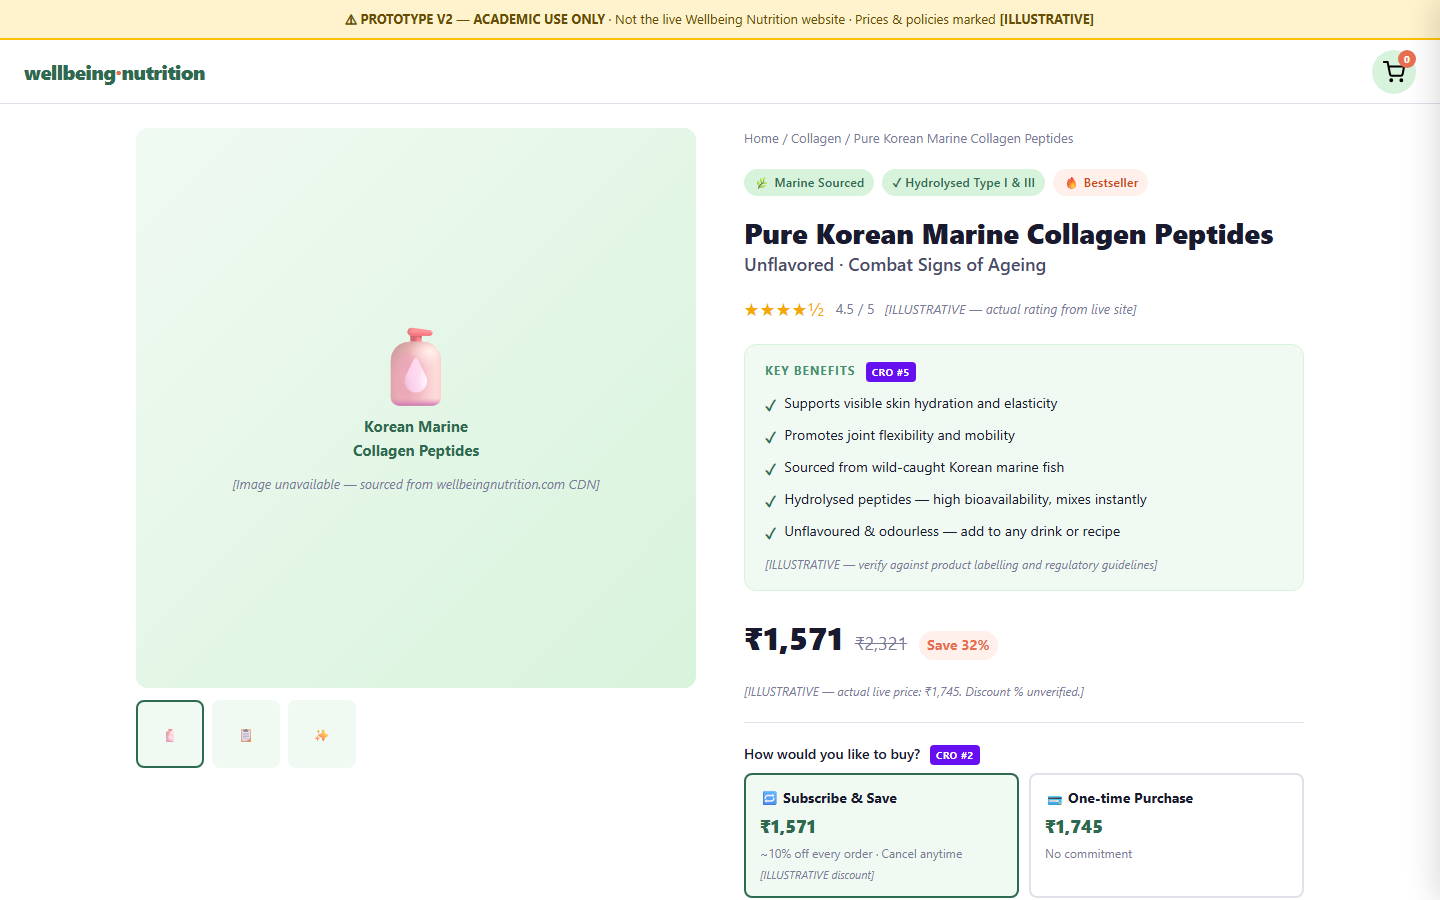 ⚠ PROTOTYPE V2 — ACADEMIC USE ONLY · Not the live Wellbeing Nutrition website · Prices & policies marked [ILLUSTRATIVE]
wellbeing·nutrition
0
Home / Collagen / Pure Korean Marine Collagen Peptides
🌿 Marine Sourced
✓ Hydrolysed Type I & III
🔥 Bestseller
Pure Korean Marine Collagen Peptides
Unflavored · Combat Signs of Ageing
★★★★½ 4.5 / 5 [ILLUSTRATIVE — actual rating from live site]
KEY BENEFITS CRO #5
✓ Supports visible skin hydration and elasticity
✓ Promotes joint flexibility and mobility
✓ Sourced from wild-caught Korean marine fish
✓ Hydrolysed peptides — high bioavailability, mixes instantly
✓ Unflavoured & odourless — add to any drink or recipe
[ILLUSTRATIVE — verify against product labelling and regulatory guidelines]
Korean Marine
Collagen Peptides
[Image unavailable — sourced from wellbeingnutrition.com CDN]
₹1,571 ₹2,321 Save 32%
[ILLUSTRATIVE — actual live price: ₹1,745. Discount % unverified.]
How would you like to buy? CRO #2
🔁 Subscribe & Save
₹1,571
~10% off every order · Cancel anytime
[ILLUSTRATIVE discount]
💳 One-time Purchase
₹1,745
No commitment